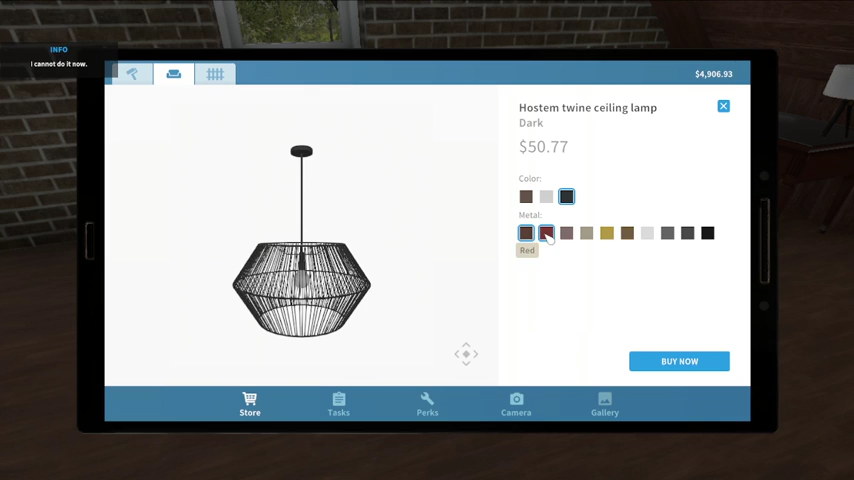 INFO
I cannot do it now.
$4,906.93
Hostem twine ceiling lamp
Dark
$50.77
Color:
Metal:
Red
BUY NOW
Store
Tasks
Perks
Camera
Gallery